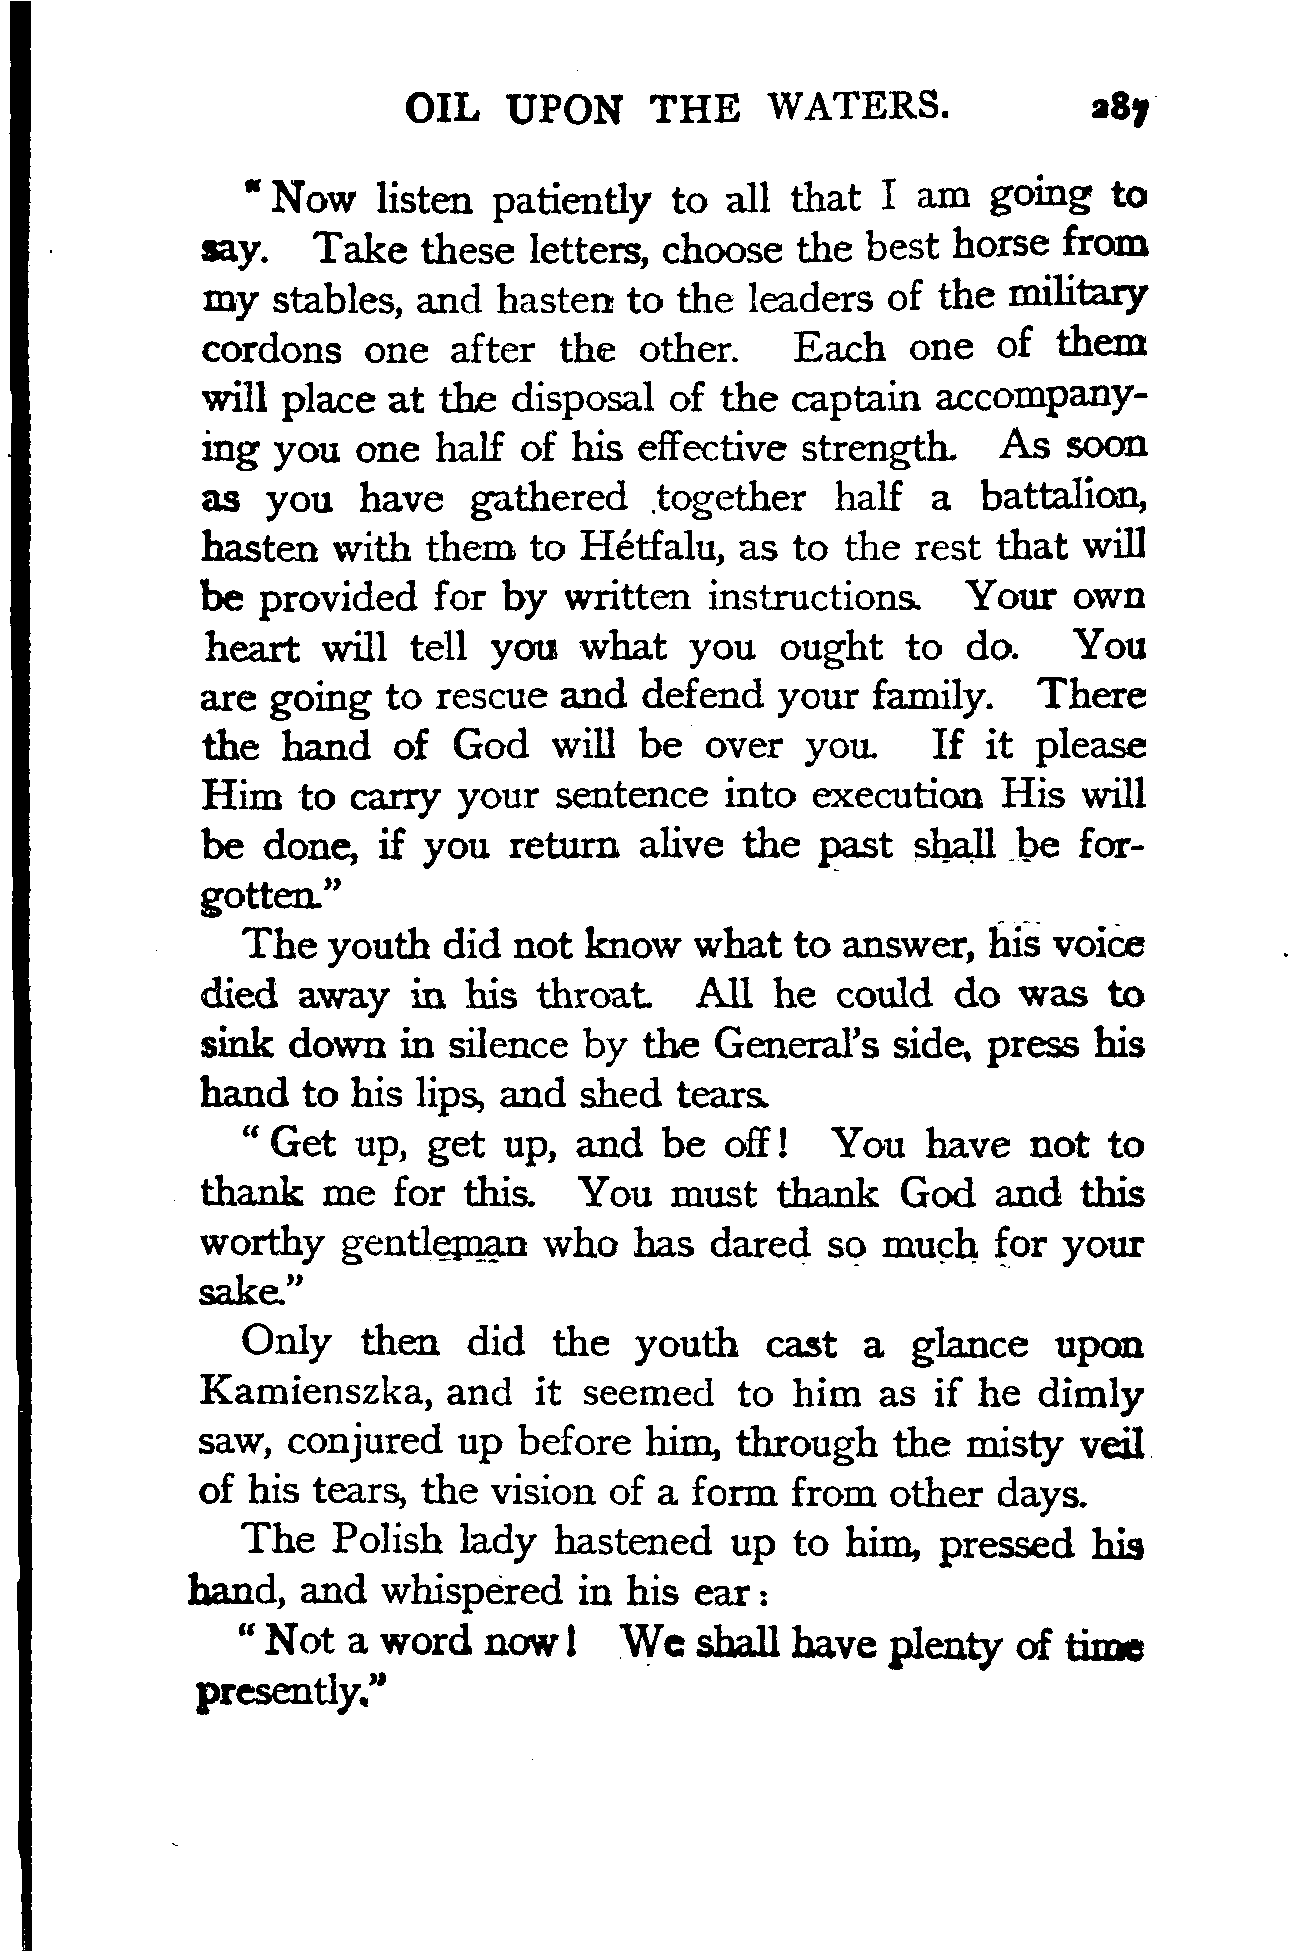 OIL UPON THE WATERS. 287
"Now listen patiently to all that I am going to
say. Take these letters, choose the best horse from
my stables, and hasten to the leaders of the military
cordons one after the other. Each one of them
will place at the disposal of the captain accompany-
ing you one half of his effective strength. As soon
as you have gathered together half a battalion,
hasten with them to Hétfalu, as to the rest that will
be provided for by written instructions. Your own
heart will tell you what you ought to do. You
are going to rescue and defend your family. There
the hand of God will be over you. If it please
Him to carry your sentence into execution His will
be done, if you return alive the past shall be for-
gotten."
The youth did not know what to answer, his voice
died away in his throat. All he could do was to
sink down in silence by the General's side, press his
hand to his lips, and shed tears.
"Get up, get up, and be off! You have not to
thank me for this. You must thank God and this
worthy gentleman who has dared so much for your
sake."
Only then did the youth cast a glance upon
Kamienszka, and it seemed to him as if he dimly
saw, conjured up before him, through the misty veil
of his tears, the vision of a form from other days.
The Polish lady hastened up to him, pressed his
hand, and whispered in his ear:
"Not a word now! We shall have plenty of time
presently."